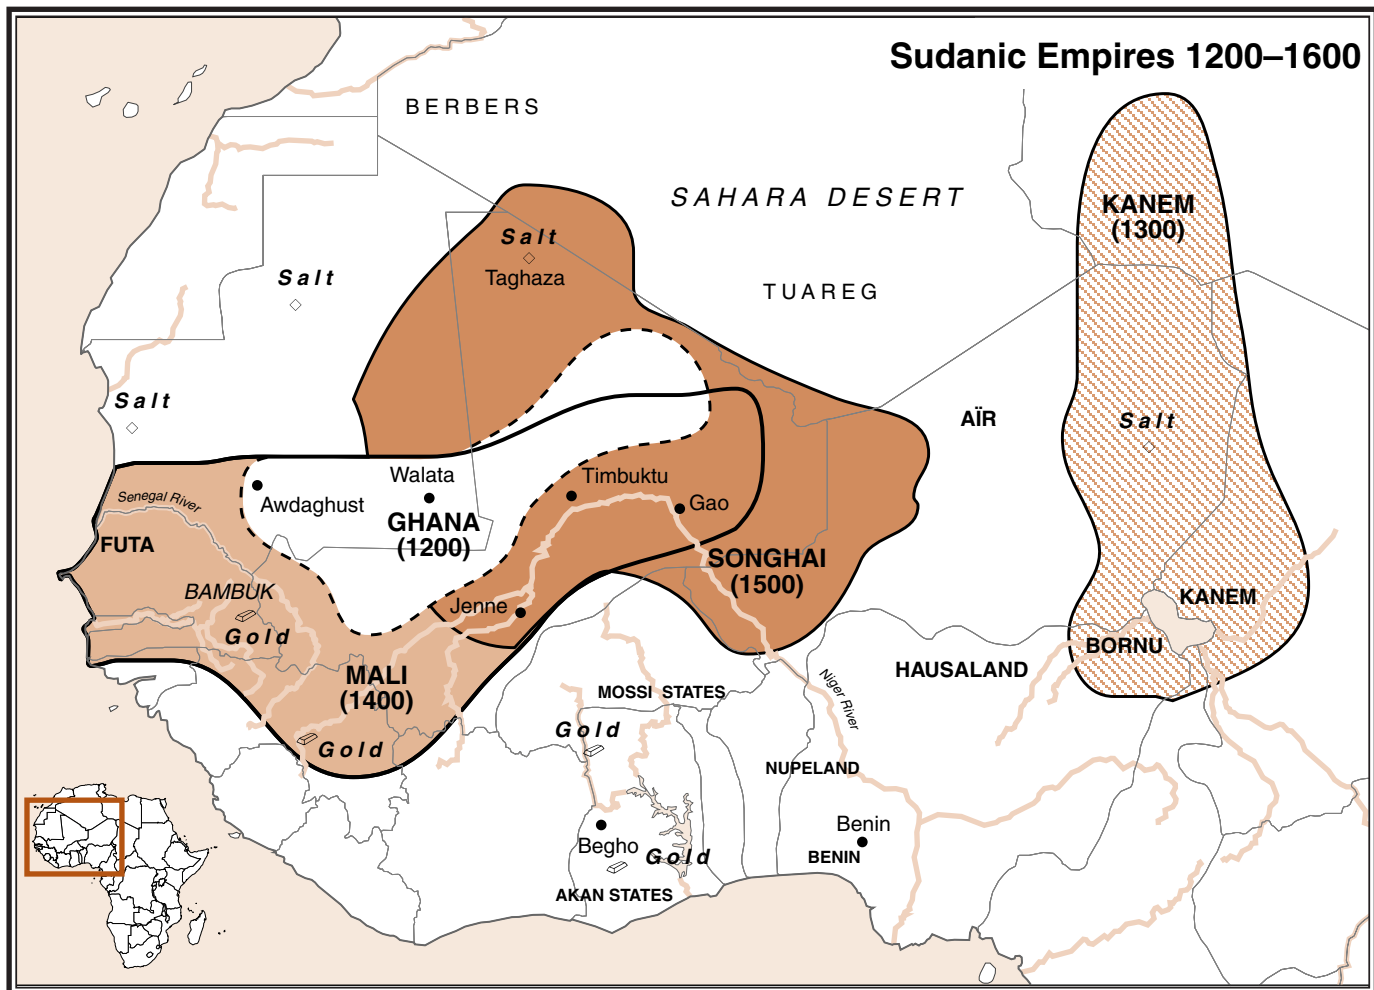 Sudanic Empires 1200–1600
BERBERS
SAHARA DESERT
KANEM
(1300)
Salt
Taghaza
Salt
TUAREG
Salt
AÏR
Salt
Walata
Timbuktu
Awdaghust
Senegal River
GHANA
(1200)
Gao
FUTA
SONGHAI
(1500)
BAMBUK
Jenne
KANEM
Gold
BORNU
MALI
(1400)
HAUSALAND
MOSSI STATES
Niger River
Gold
Gold
NUPELAND
Benin
Begho
Gold
BENIN
AKAN STATES